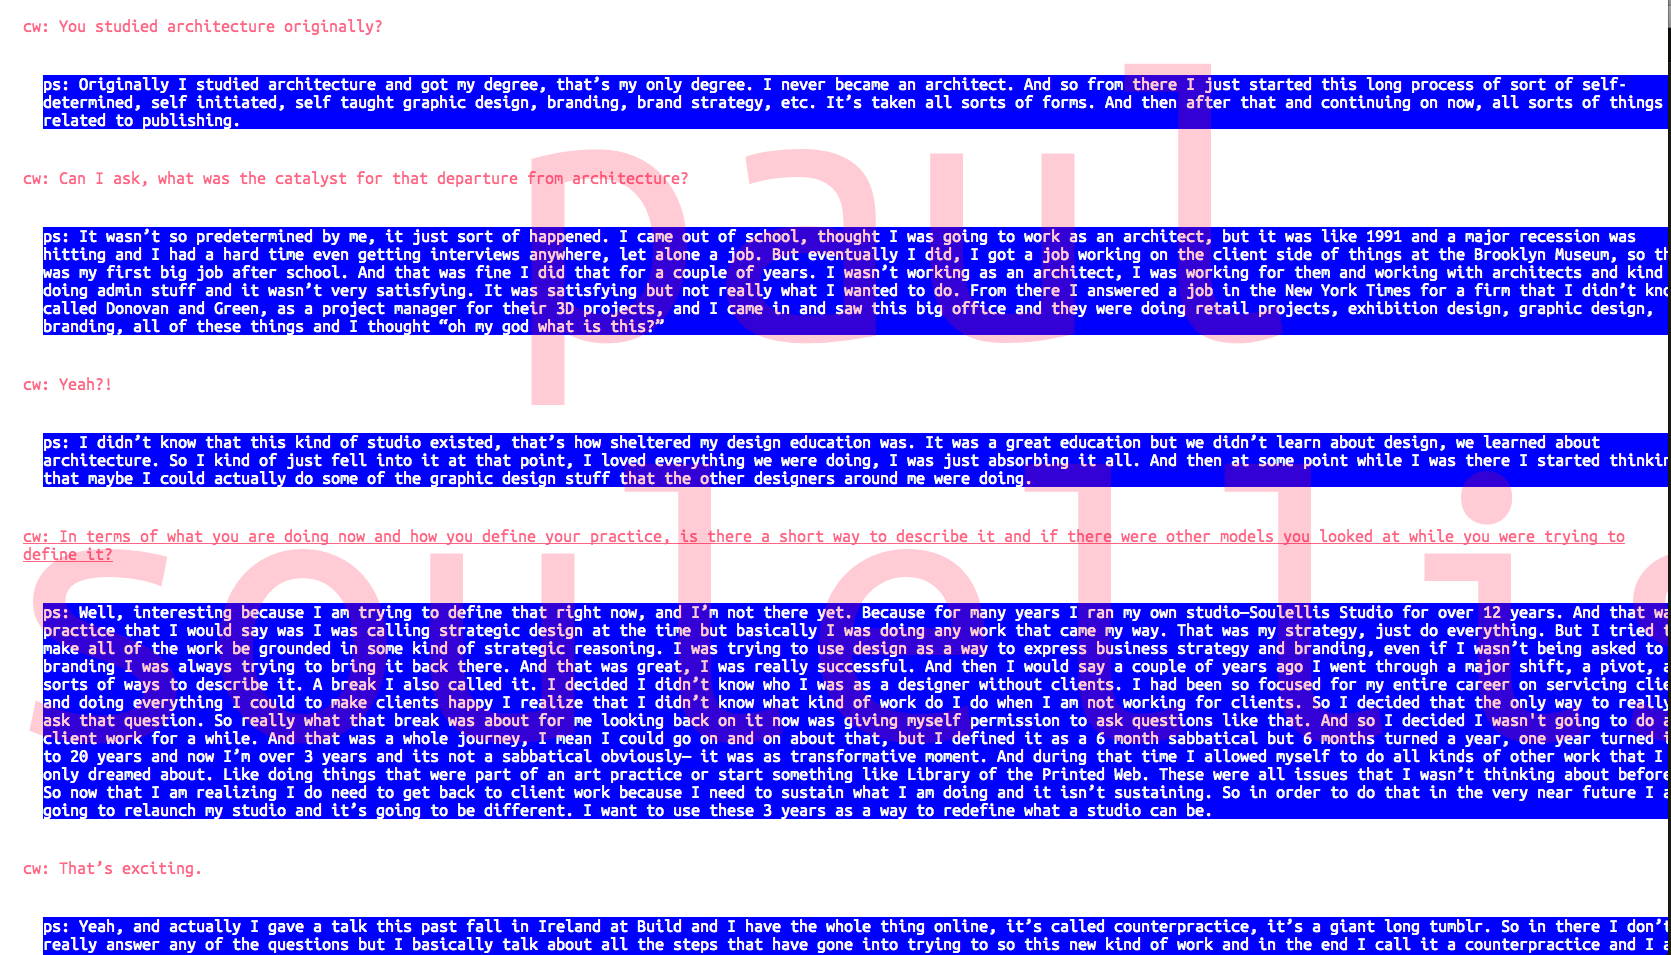 cw: You studied architecture originally?
ps: Originally I studied architecture and got my degree, that’s my only degree. I never became an architect. And so from there I just started this long process of sort of self-
determined, self initiated, self taught graphic design, branding, brand strategy, etc. It’s taken all sorts of forms. And then after that and continuing on now, all sorts of things
related to publishing.
paul
cw: Can I ask, what was the catalyst for that departure from architecture?
ps: It wasn’t so predetermined by me, it just sort of happened. I came out of school, thought I was going to work as an architect, but it was like 1991 and a major recession was
hitting and I had a hard time even getting interviews anywhere, let alone a job. But eventually I did, I got a job working on the client side of things at the Brooklyn Museum, so th
was my first big job after school. And that was fine I did that for a couple of years. I wasn’t working as an architect, I was working for them and working with architects and kind
doing admin stuff and it wasn’t very satisfying. It was satisfying but not really what I wanted to do. From there I answered a job in the New York Times for a firm that I didn’t kno
called Donovan and Green, as a project manager for their 3D projects, and I came in and saw this big office and they were doing retail projects, exhibition design, graphic design,
branding, all of these things and I thought “oh my god what is this?”
cw: Yeah?!
ps: I didn’t know that this kind of studio existed, that’s how sheltered my design education was. It was a great education but we didn’t learn about design, we learned about
architecture. So I kind of just fell into it at that point, I loved everything we were doing, I was just absorbing it all. And then at some point while I was there I started thinkin
that maybe I could actually do some of the graphic design stuff that the other designers around me were doing.
cw: In terms of what you are doing now and how you define your practice, is there a short way to describe it and if there were other models you looked at while you were trying to
define it?
soulellis
ps: Well, interesting because I am trying to define that right now, and I’m not there yet. Because for many years I ran my own studio—Soulellis Studio for over 12 years. And that wa
practice that I would say was I was calling strategic design at the time but basically I was doing any work that came my way. That was my strategy, just do everything. But I tried t
make all of the work be grounded in some kind of strategic reasoning. I was trying to use design as a way to express business strategy and branding, even if I wasn’t being asked to
branding I was always trying to bring it back there. And that was great, I was really successful. And then I would say a couple of years ago I went through a major shift, a pivot, a
sorts of ways to describe it. A break I also called it. I decided I didn’t know who I was as a designer without clients. I had been so focused for my entire career on servicing clie
and doing everything I could to make clients happy I realize that I didn’t know what kind of work do I do when I am not working for clients. So I decided that the only way to really
ask that question. So really what that break was about for me looking back on it now was giving myself permission to ask questions like that. And so I decided I wasn't going to do a
client work for a while. And that was a whole journey, I mean I could go on and on about that, but I defined it as a 6 month sabbatical but 6 months turned a year, one year turned i
to 20 years and now I’m over 3 years and its not a sabbatical obviously— it was as transformative moment. And during that time I allowed myself to do all kinds of other work that I
only dreamed about. Like doing things that were part of an art practice or start something like Library of the Printed Web. These were all issues that I wasn’t thinking about before
So now that I am realizing I do need to get back to client work because I need to sustain what I am doing and it isn’t sustaining. So in order to do that in the very near future I a
going to relaunch my studio and it’s going to be different. I want to use these 3 years as a way to redefine what a studio can be.
cw: That’s exciting.
ps: Yeah, and actually I gave a talk this past fall in Ireland at Build and I have the whole thing online, it’s called counterpractice, it’s a giant long tumblr. So in there I don’t
really answer any of the questions but I basically talk about all the steps that have gone into trying to so this new kind of work and in the end I call it a counterpractice and I a